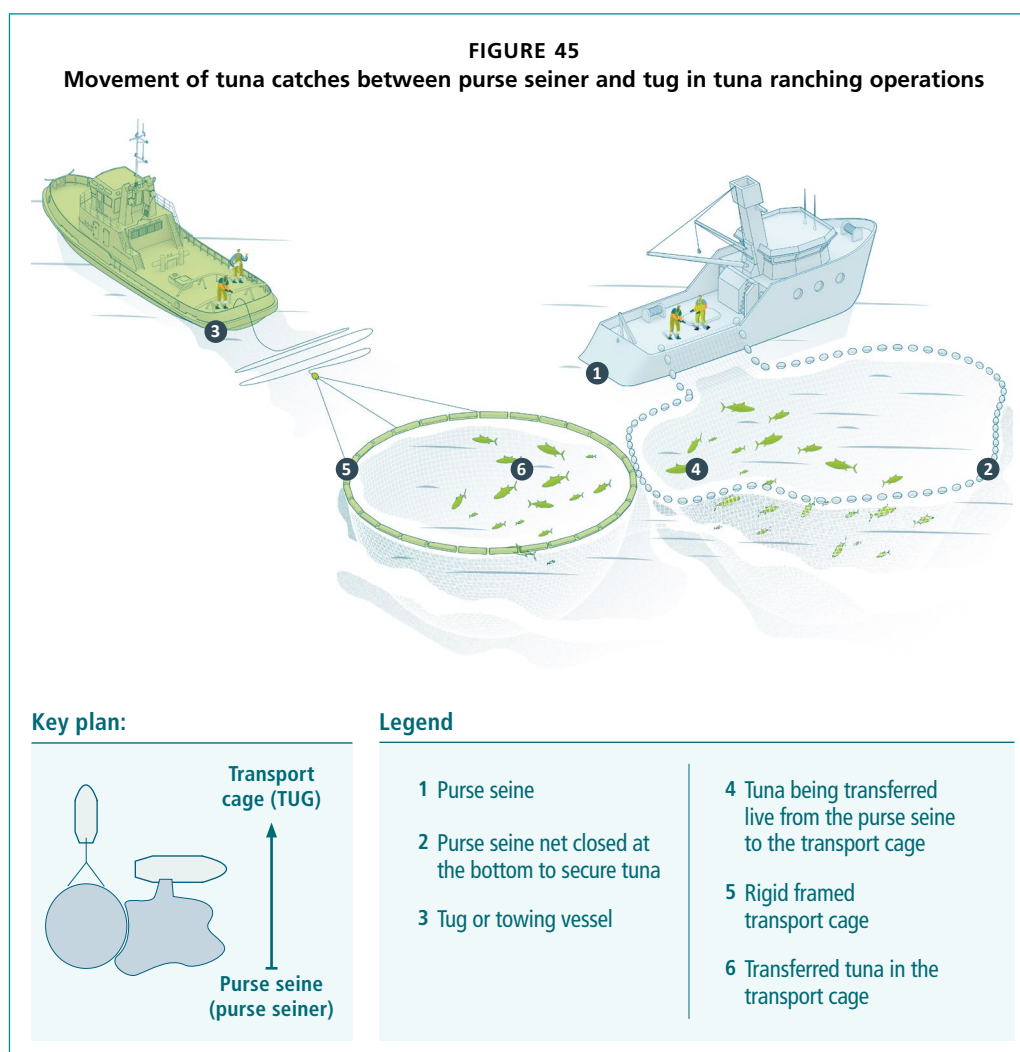 FIGURE 45
Movement of tuna catches between purse seiner and tug in tuna ranching operations
3
1
5
6
4
2
Key plan:
Transport
cage (TUG)
Purse seine
(purse seiner)
Legend
1 Purse seine
2 Purse seine net closed at
the bottom to secure tuna
3 Tug or towing vessel
4 Tuna being transferred
live from the purse seine
to the transport cage
5 Rigid framed
transport cage
6 Transferred tuna in the
transport cage